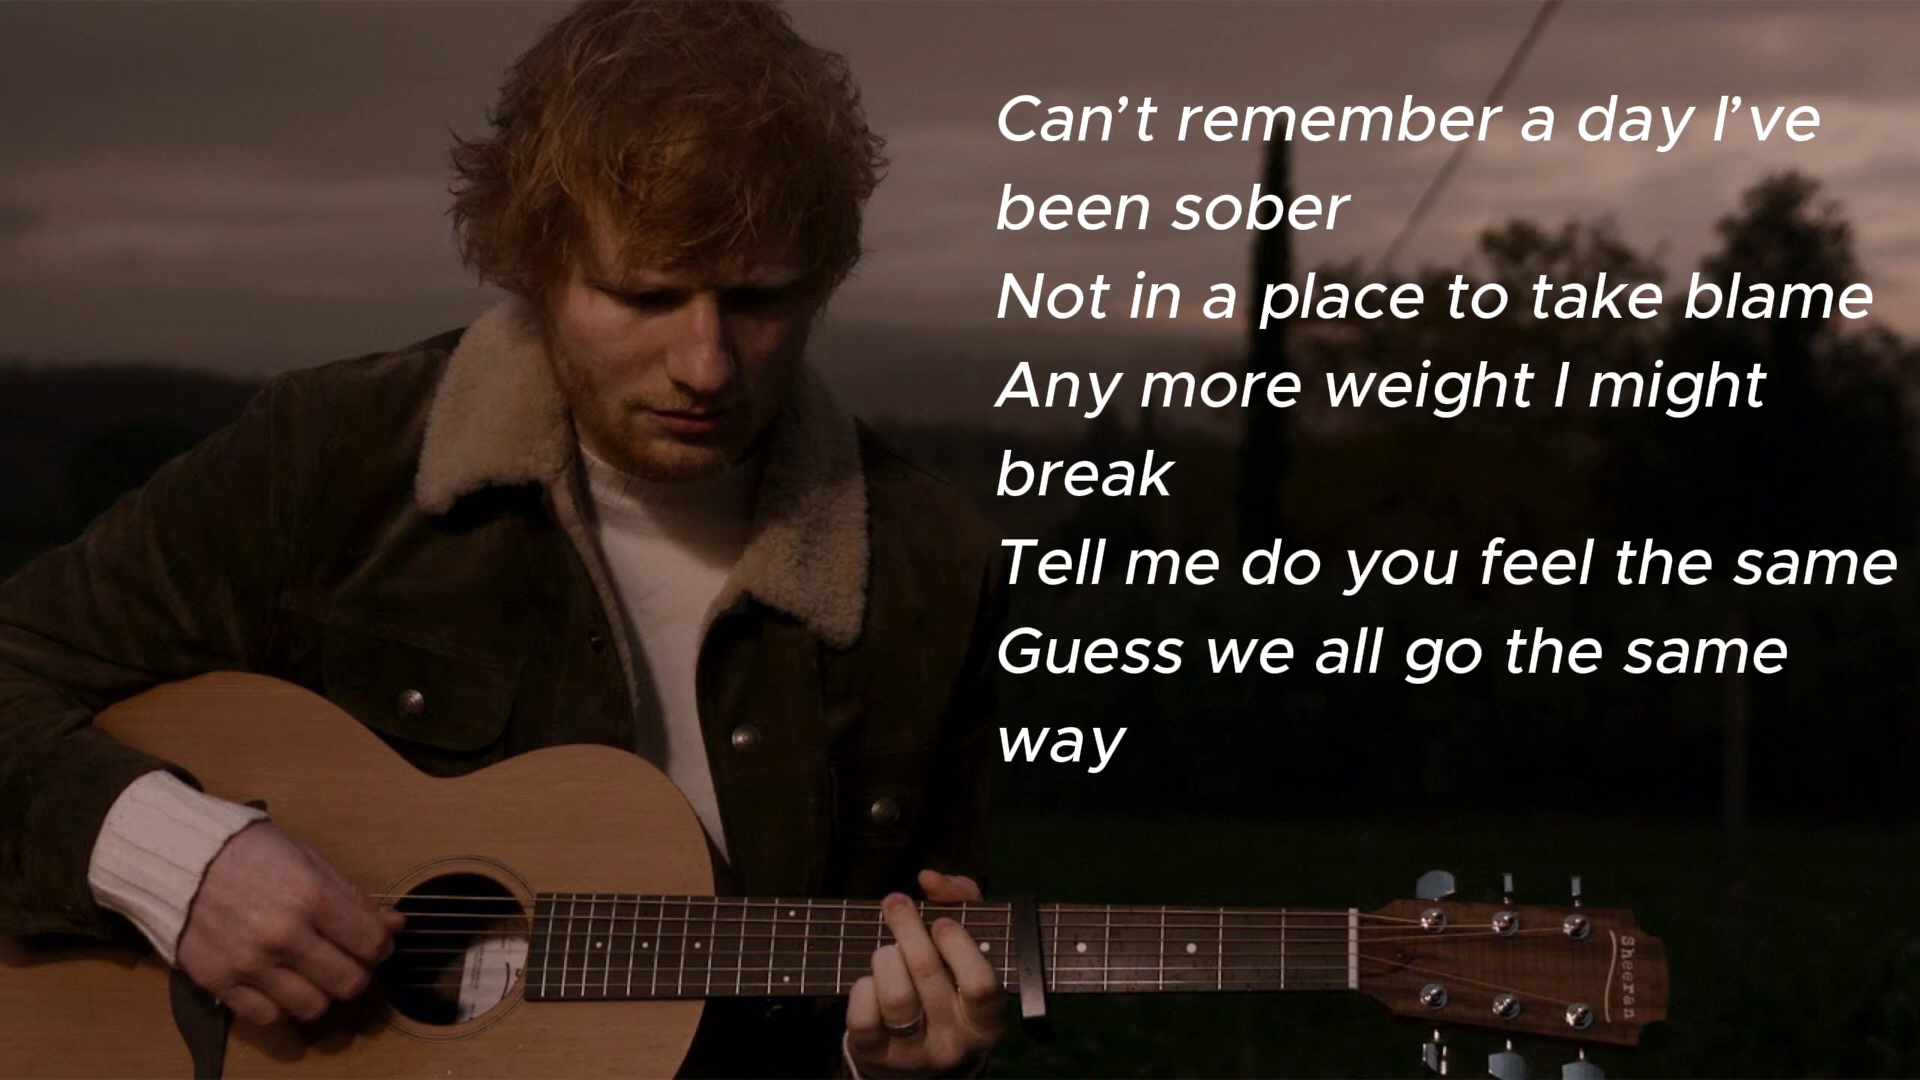 Can’t remember a day I’ve
been sober
Not in a place to take blame
Any more weight I might
break
Tell me do you feel the same
Guess we all go the same
way
Sheeran